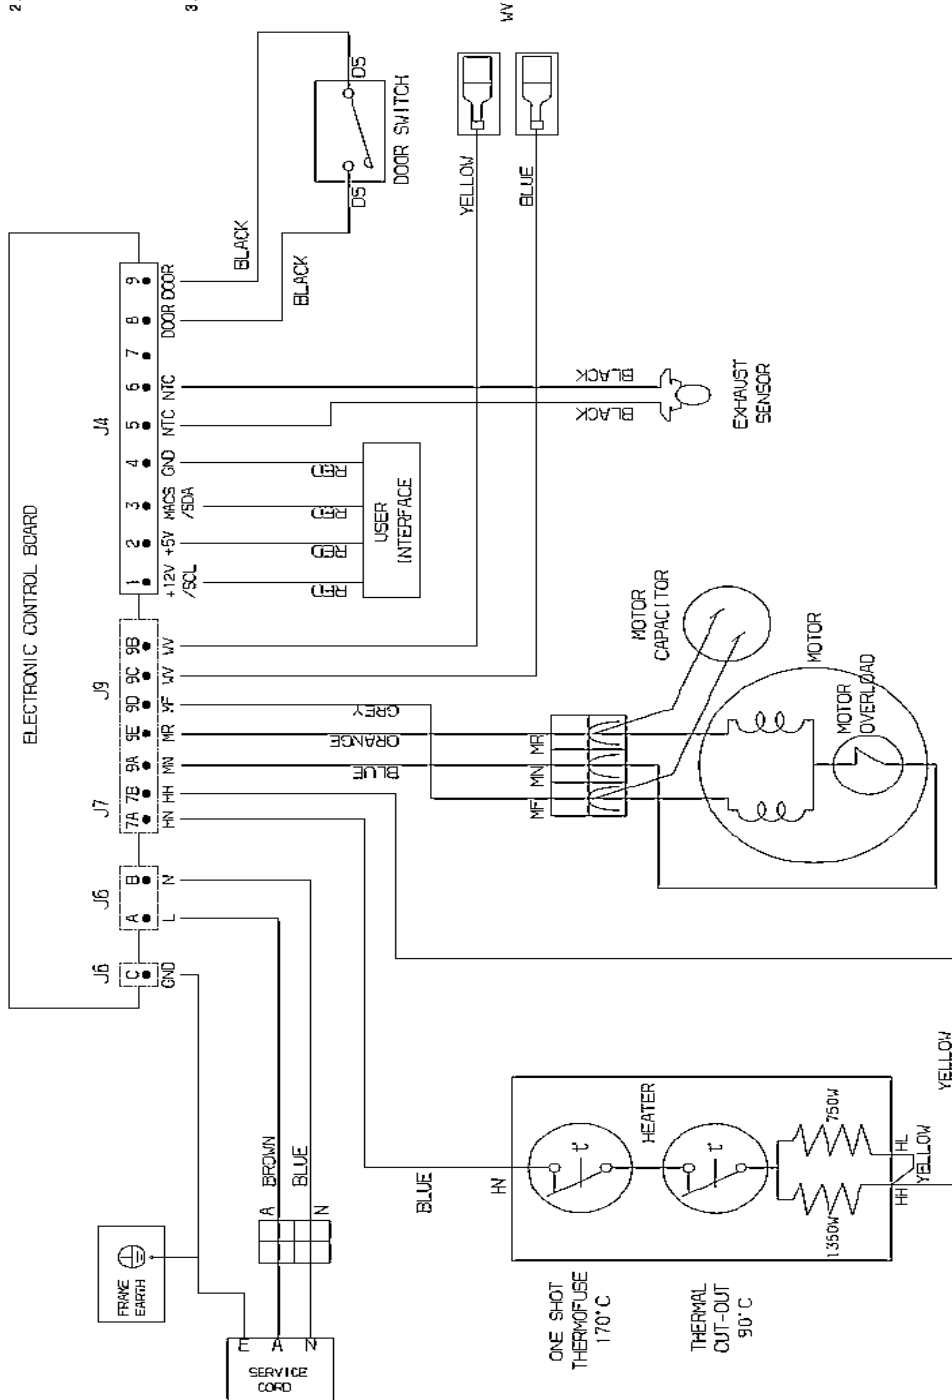 2.
3.
WV
ELECTRONIC CONTROL BOARD
J6
J6
J7
J9
J4
C
A
B
7A
7B
9A
9E
9D
9C
9B
1
2
3
4
5
6
7
8
9
GND
L
N
HN
HH
MN
MR
MF
WV
WV
+12V
/SCL
+5V
MACS
/SDA
GND
NTC
NTC
DOOR
DOOR
BLACK
BLACK
DS
DS
DOOR SWITCH
YELLOW
BLUE
RED
RED
RED
RED
USER
INTERFACE
BLACK
BLACK
EXHAUST
SENSOR
BLUE
ORANGE
GREY
MF
MN
MR
MOTOR
CAPACITOR
MOTOR
MOTOR
OVERLOAD
FRAME
EARTH
E
A
N
SERVICE
CORD
A
BROWN
BLUE
N
BLUE
HN
ONE SHOT
THERMOFUSE
170°C
t
HEATER
THERMAL
CUT-OUT
90°C
t
1350W
750W
HH
HL
YELLOW
YELLOW